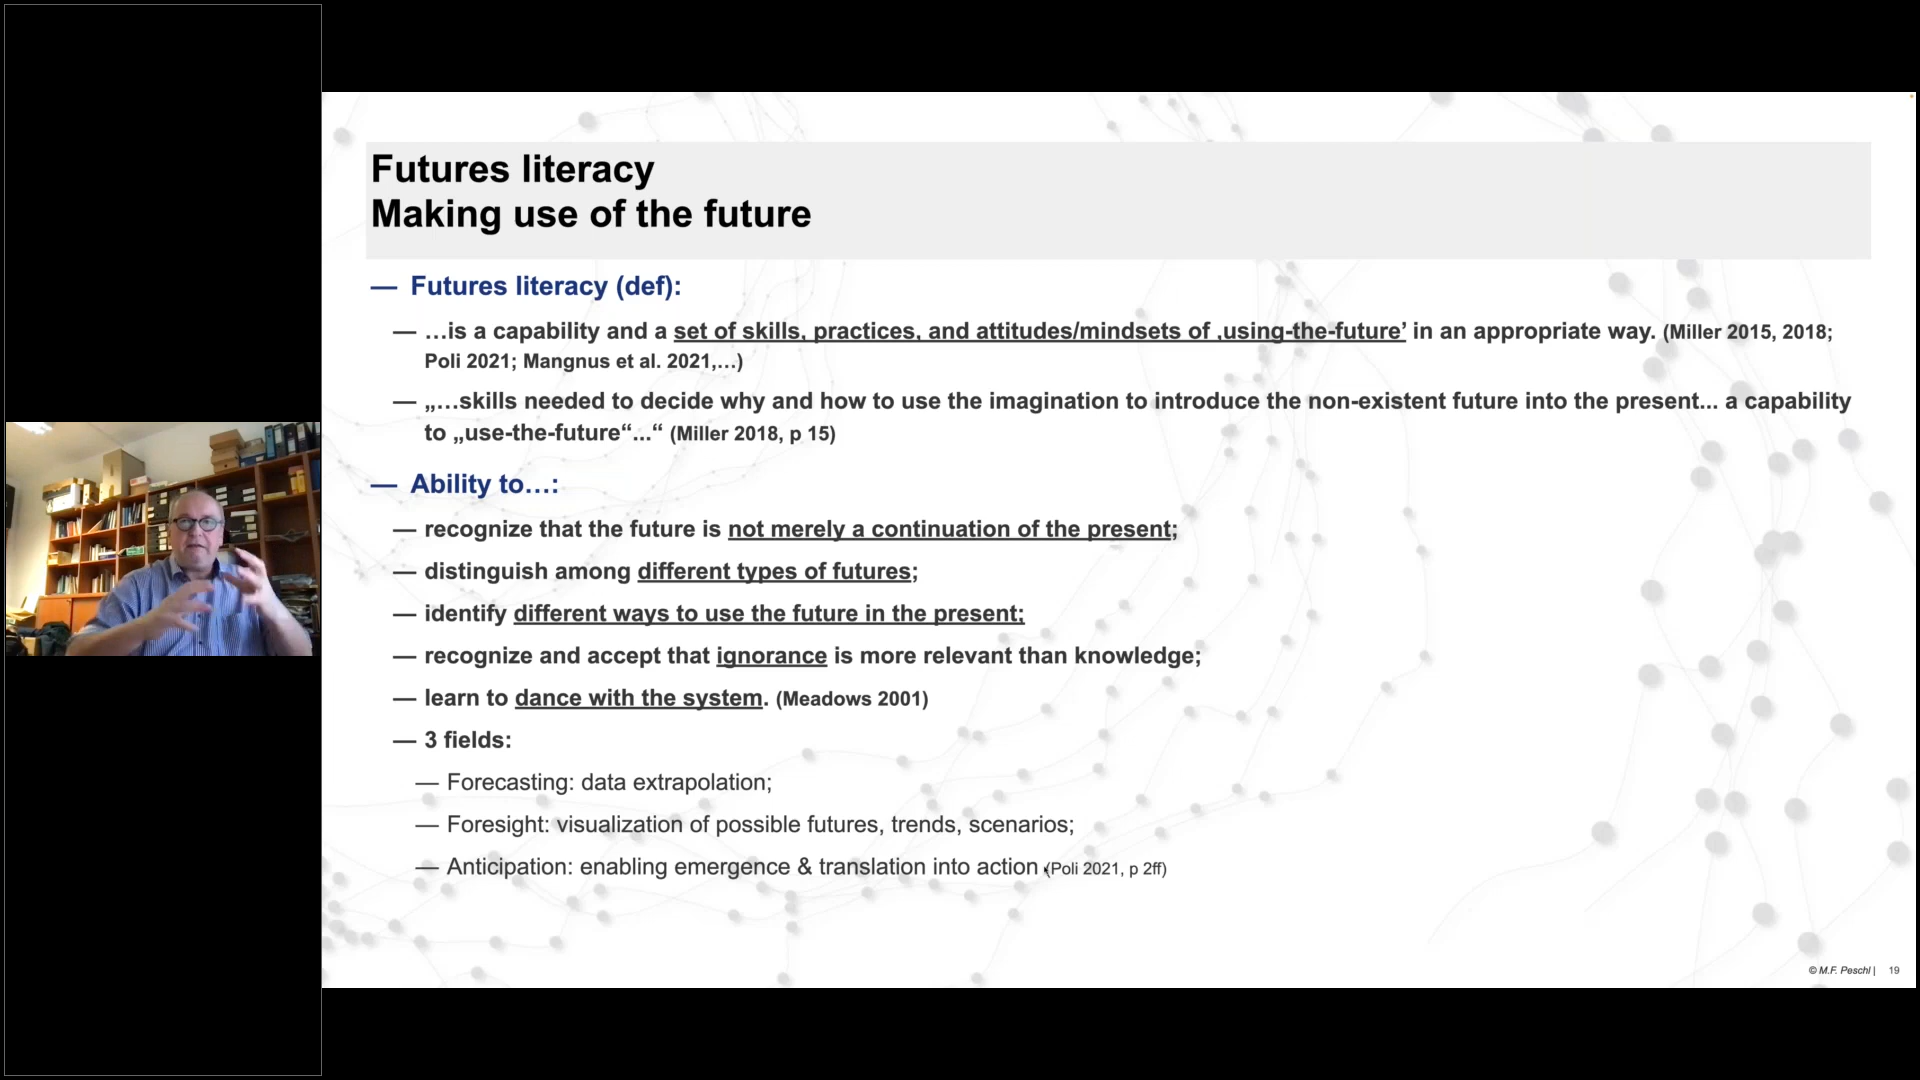 Futures literacy
Making use of the future
— Futures literacy (def):
— …is a capability and a set of skills, practices, and attitudes/mindsets of ‚using-the-future’ in an appropriate way. (Miller 2015, 2018;
Poli 2021; Mangnus et al. 2021,…)
— „…skills needed to decide why and how to use the imagination to introduce the non-existent future into the present... a capability
to „use-the-future“...“ (Miller 2018, p 15)
— Ability to…:
— recognize that the future is not merely a continuation of the present;
— distinguish among different types of futures;
— identify different ways to use the future in the present;
— recognize and accept that ignorance is more relevant than knowledge;
— learn to dance with the system. (Meadows 2001)
— 3 fields:
— Forecasting: data extrapolation;
— Foresight: visualization of possible futures, trends, scenarios;
— Anticipation: enabling emergence & translation into action (Poli 2021, p 2ff)
© M.F. Peschl | 19